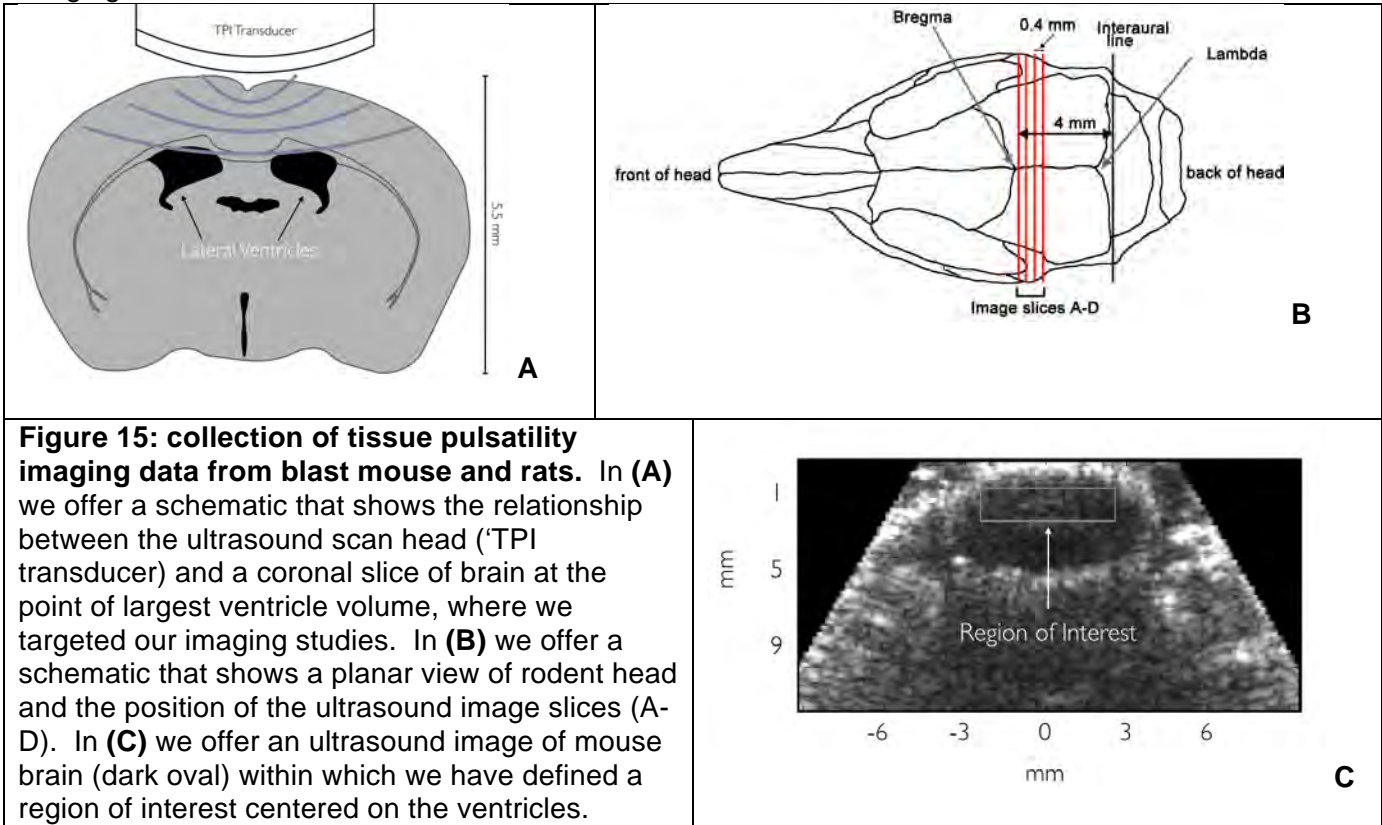 TPI Transducer
Lateral Ventricles
5.5 mm
A
Bregma
0.4 mm
Interaural
line
Lambda
4 mm
front of head
back of head
Image slices A-D
B
Figure 15: collection of tissue pulsatility
imaging data from blast mouse and rats. In (A)
we offer a schematic that shows the relationship
between the ultrasound scan head (‘TPI
transducer) and a coronal slice of brain at the
point of largest ventricle volume, where we
targeted our imaging studies. In (B) we offer a
schematic that shows a planar view of rodent head
and the position of the ultrasound image slices (A-
D). In (C) we offer an ultrasound image of mouse
brain (dark oval) within which we have defined a
region of interest centered on the ventricles.
1
5
9
mm
Region of Interest
-6 -3 0 3 6
mm
C